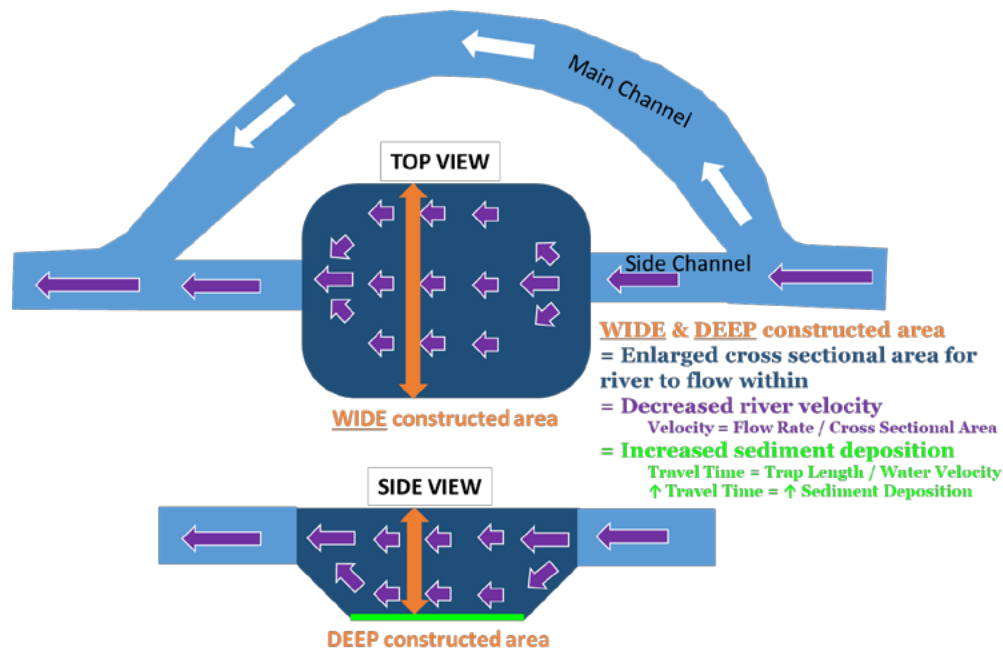 Main Channel
TOP VIEW
Side Channel
WIDE constructed area
WIDE & DEEP constructed area
= Enlarged cross sectional area for
river to flow within
= Decreased river velocity
Velocity = Flow Rate / Cross Sectional Area
= Increased sediment deposition
Travel Time = Trap Length / Water Velocity
↑ Travel Time = ↑ Sediment Deposition
SIDE VIEW
DEEP constructed area